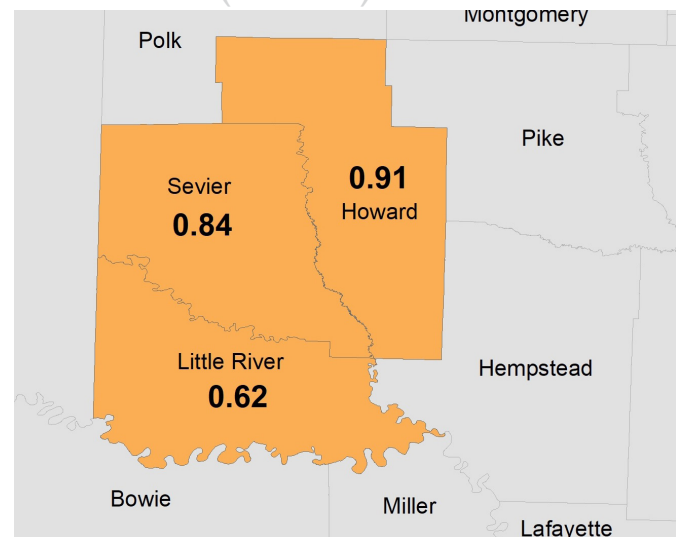 Montgomery
Polk
Pike
Sevier
0.84
0.91
Howard
Little River
0.62
Hempstead
Bowie
Miller
Lafayette